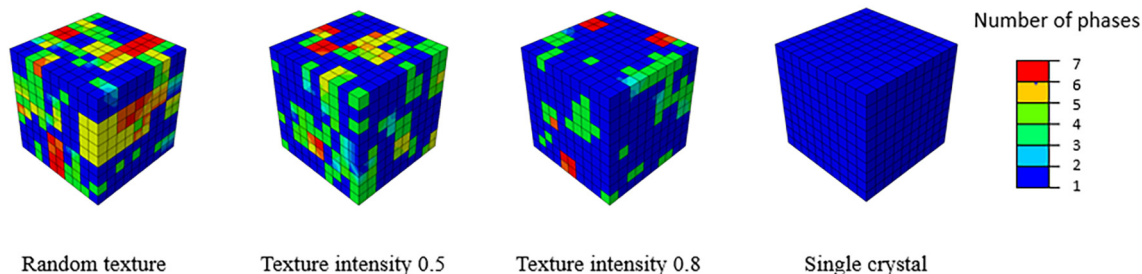 Number of phases
7
6
5
4
3
2
1
Random texture
Texture intensity 0.5
Texture intensity 0.8
Single crystal